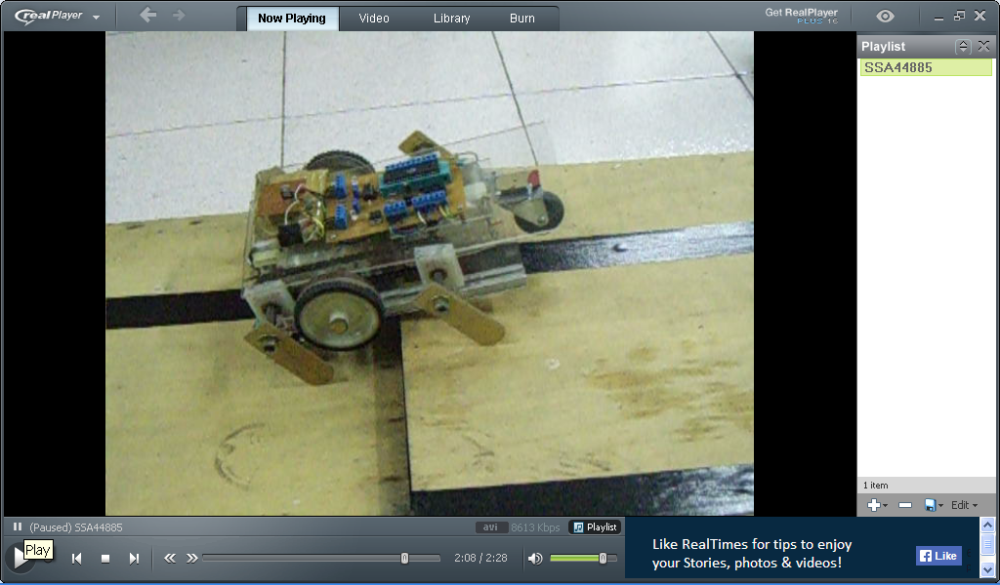 realPlayer
Now Playing
Video
Library
Burn
Get RealPlayer
PLUS 16
Playlist
SSA44885
1 item
Edit
(Paused) SSA44885
avi
8613 Kbps
Playlist
Play
2:08 / 2:28
Like RealTimes for tips to enjoy
your Stories, photos & videos!
f Like